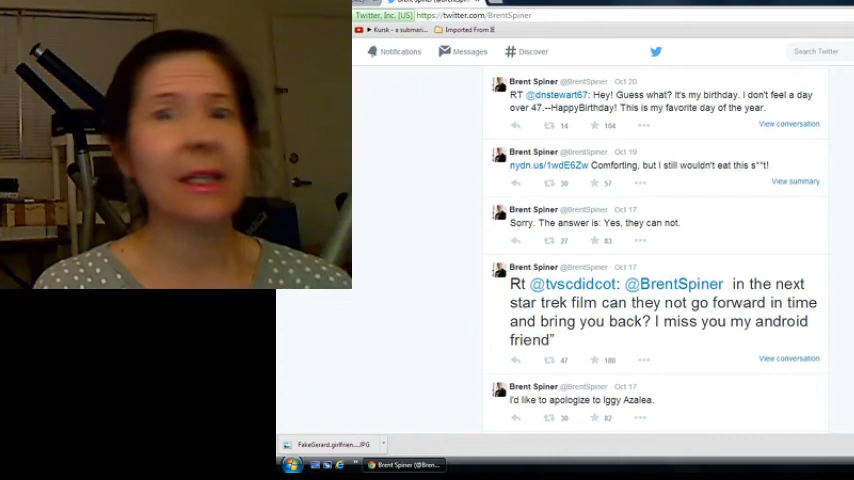 Twitter, Inc. [US] https://twitter.com/BrentSpiner
Kursk - a submari... Imported From IE
Notifications Messages Discover Search Twitter
Brent Spiner @BrentSpiner Oct 20
RT @dnstewart67: Hey! Guess what? It's my birthday. I don't feel a day
over 47.--HappyBirthday! This is my favorite day of the year.
14 104 View conversation
Brent Spiner @BrentSpiner Oct 19
nydn.us/1wdE6Zw Comforting, but I still wouldn't eat this s**t!
30 57 View summary
Brent Spiner @BrentSpiner Oct 17
Sorry. The answer is: Yes, they can not.
27 83
Brent Spiner @BrentSpiner Oct 17
Rt @tvscdidcot: @BrentSpiner in the next
star trek film can they not go forward in time
and bring you back? I miss you my android
friend"
47 180 View conversation
Brent Spiner @BrentSpiner Oct 17
I'd like to apologize to Iggy Azalea.
30 82
FakeGerard.girlfrien....JPG
Brent Spiner (@Bren...